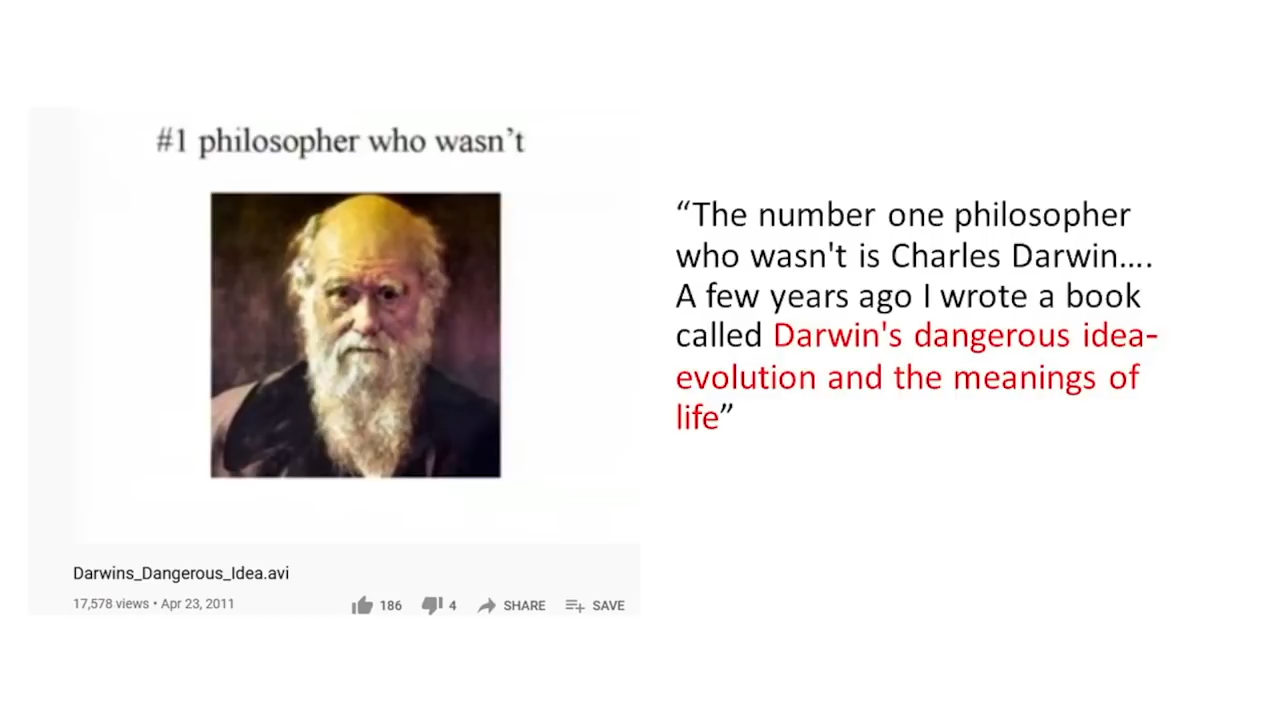 #1 philosopher who wasn't
“The number one philosopher
who wasn't is Charles Darwin….
A few years ago I wrote a book
called Darwin's dangerous idea-
evolution and the meanings of
life”
Darwins_Dangerous_Idea.avi
17,578 views • Apr 23, 2011
186 4 SHARE SAVE